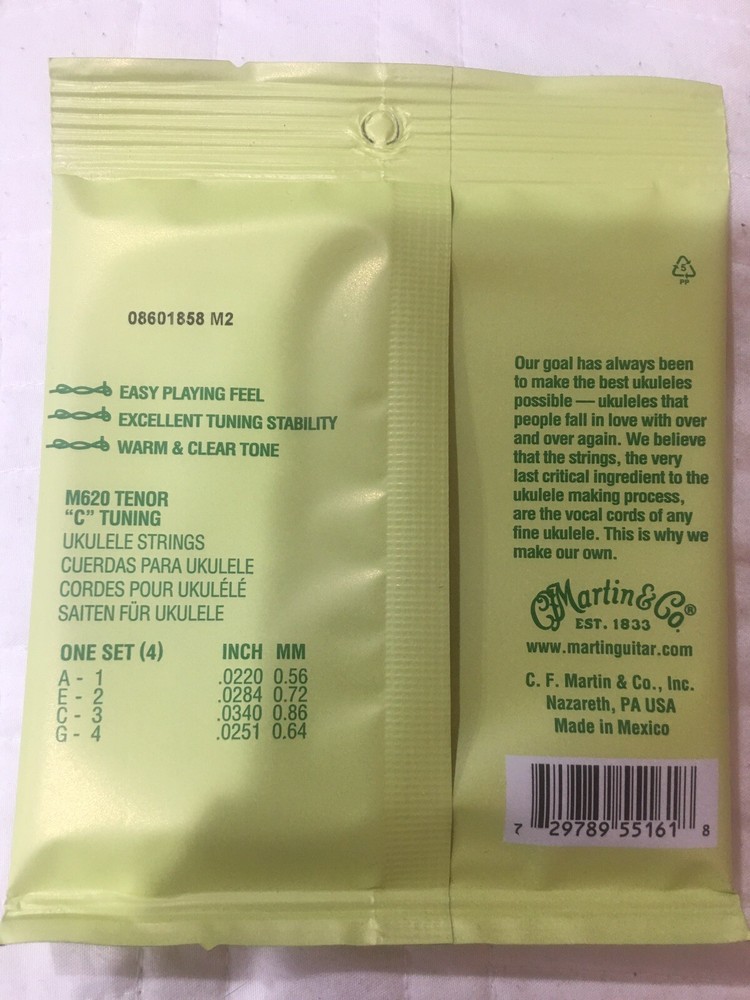 08601858 M2
EASY PLAYING FEEL
EXCELLENT TUNING STABILITY
WARM & CLEAR TONE
M620 TENOR
“C” TUNING
UKULELE STRINGS
CUERDAS PARA UKULELE
CORDES POUR UKULÉLÉ
SAITEN FÜR UKULELE
ONE SET (4) INCH MM
A - 1 .0220 0.56
E - 2 .0284 0.72
C - 3 .0340 0.86
G - 4 .0251 0.64
5
PP
Our goal has always been
to make the best ukuleles
possible — ukuleles that
people fall in love with over
and over again. We believe
that the strings, the very
last critical ingredient to the
ukulele making process,
are the vocal cords of any
fine ukulele. This is why we
make our own.
CFMartin&Co.®
EST. 1833
www.martinguitar.com
C. F. Martin & Co., Inc.
Nazareth, PA USA
Made in Mexico
7 29789 55161 8